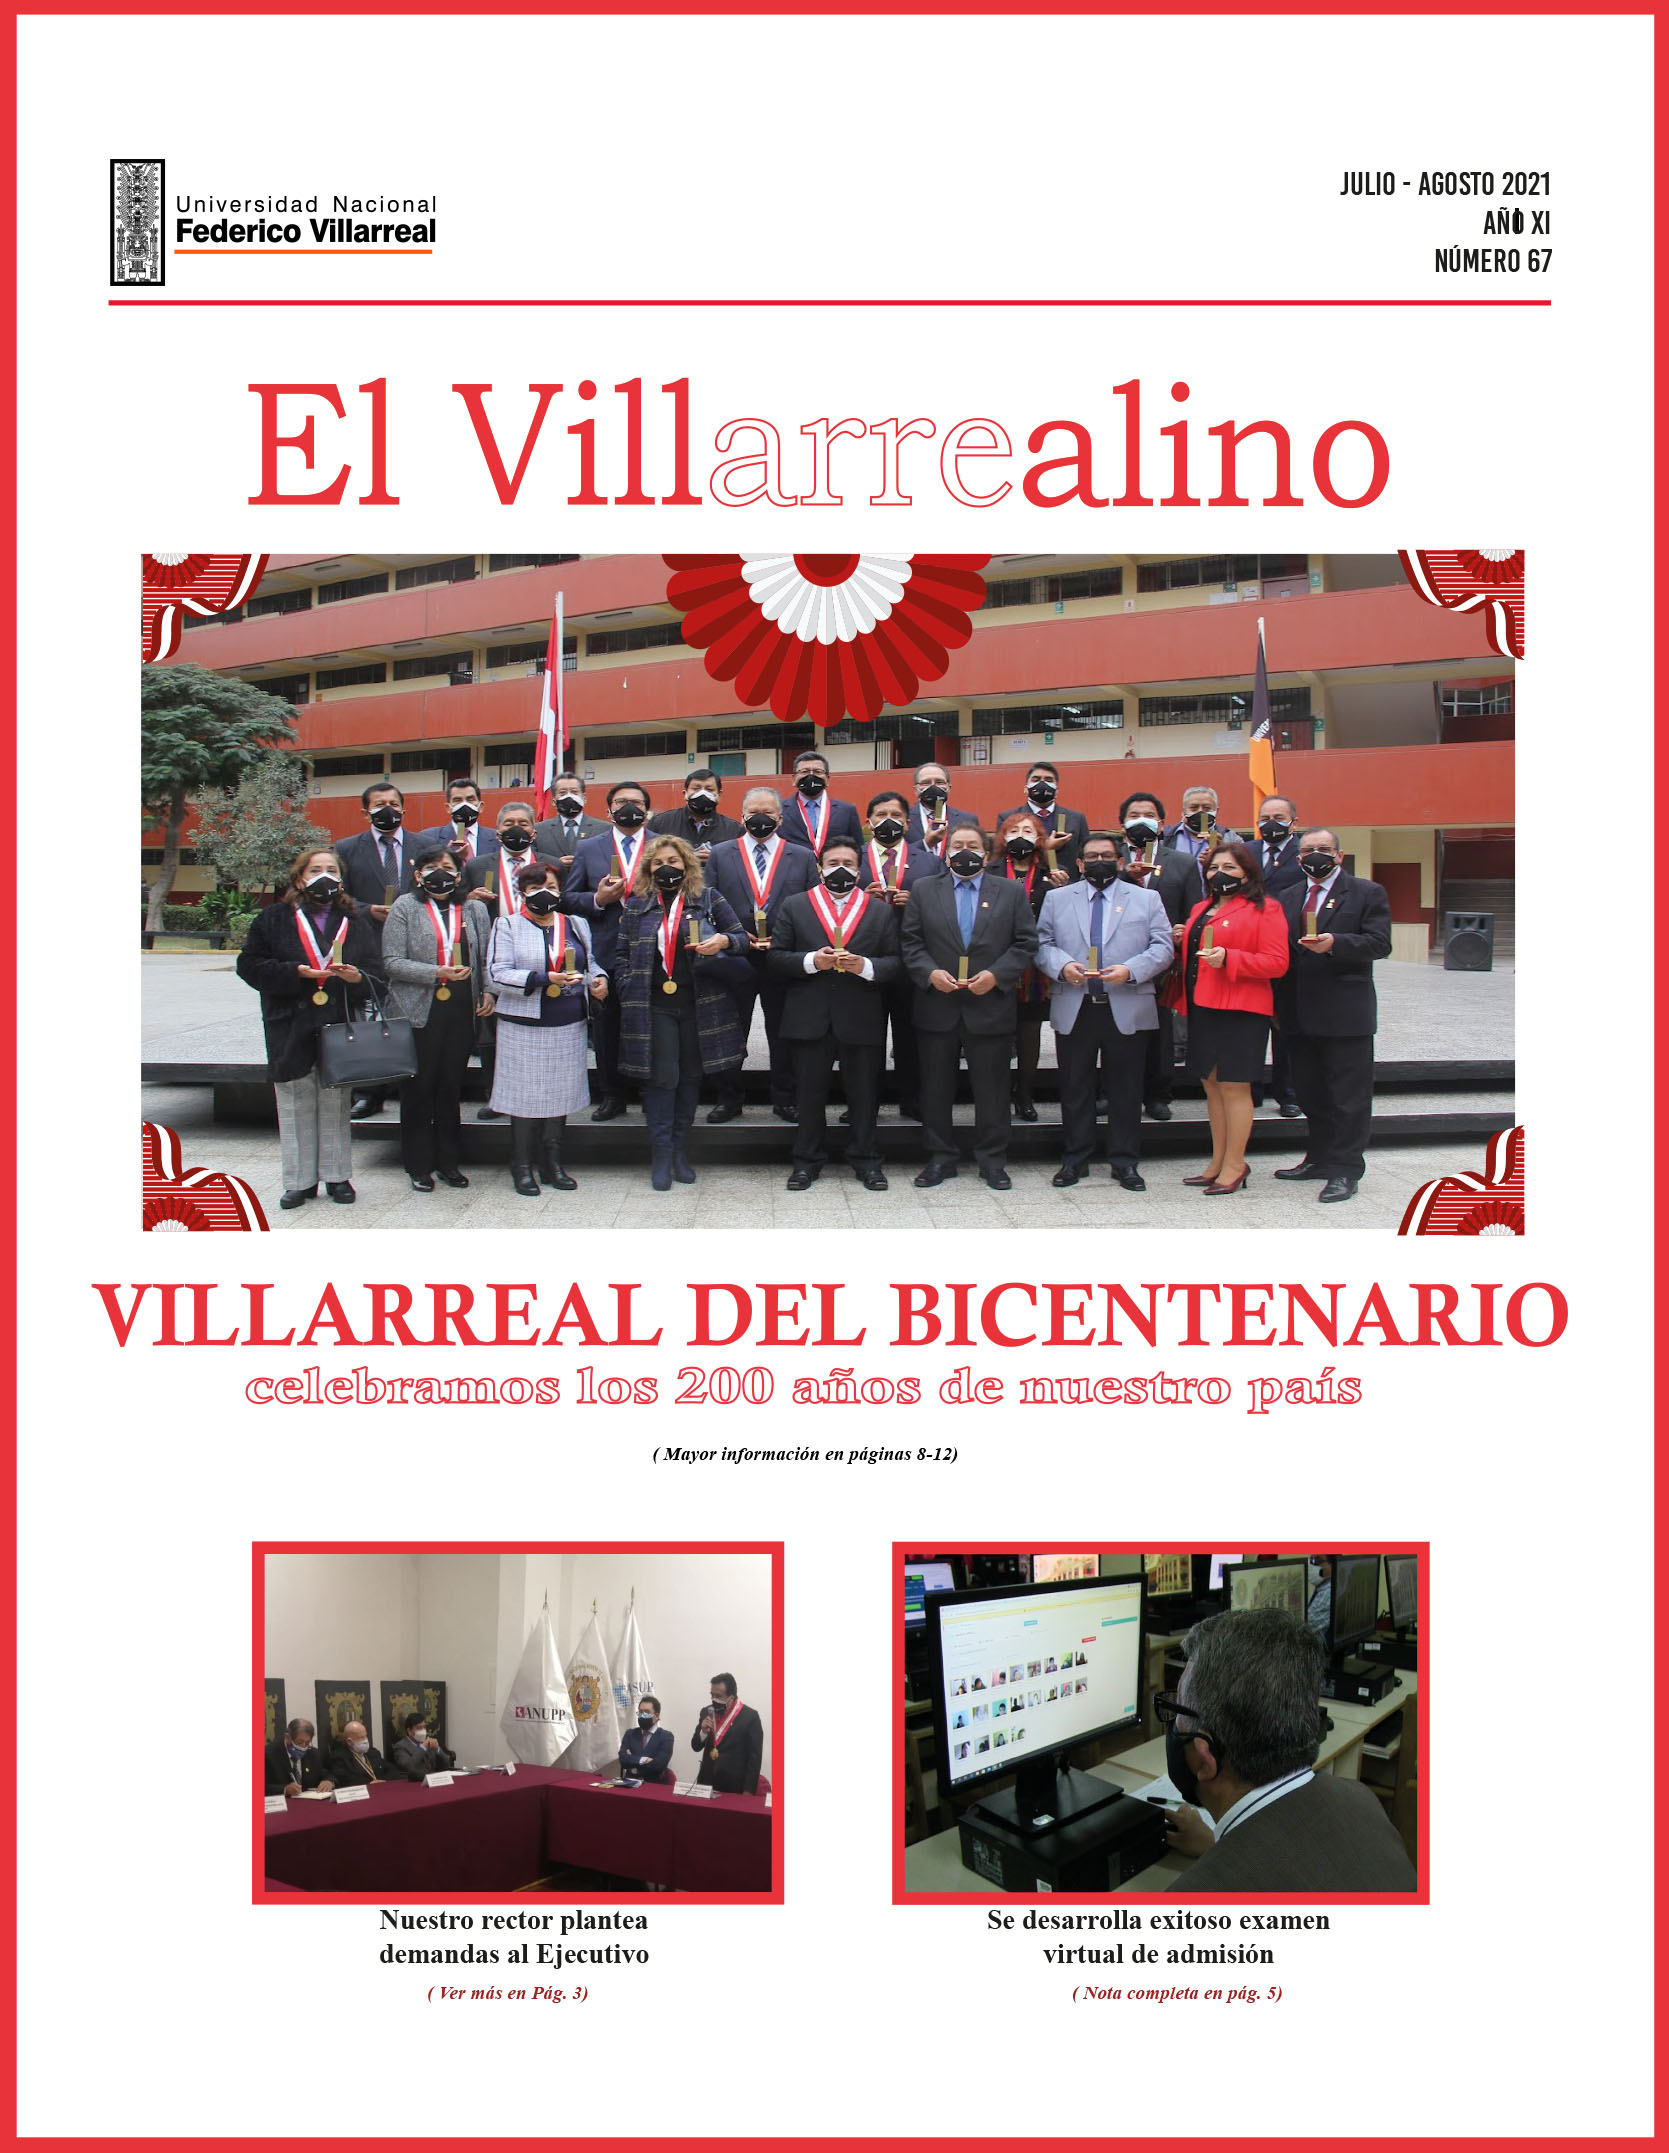 Universidad Nacional
Federico Villarreal
JULIO - AGOSTO 2021
AÑO XI
NÚMERO 67
El Villarrealino
VILLARREAL DEL BICENTENARIO
celebramos los 200 años de nuestro país
( Mayor información en páginas 8-12)
ANUPP
ASUP
Nuestro rector plantea
demandas al Ejecutivo
( Ver más en Pág. 3)
Se desarrolla exitoso examen
virtual de admisión
( Nota completa en pág. 5)